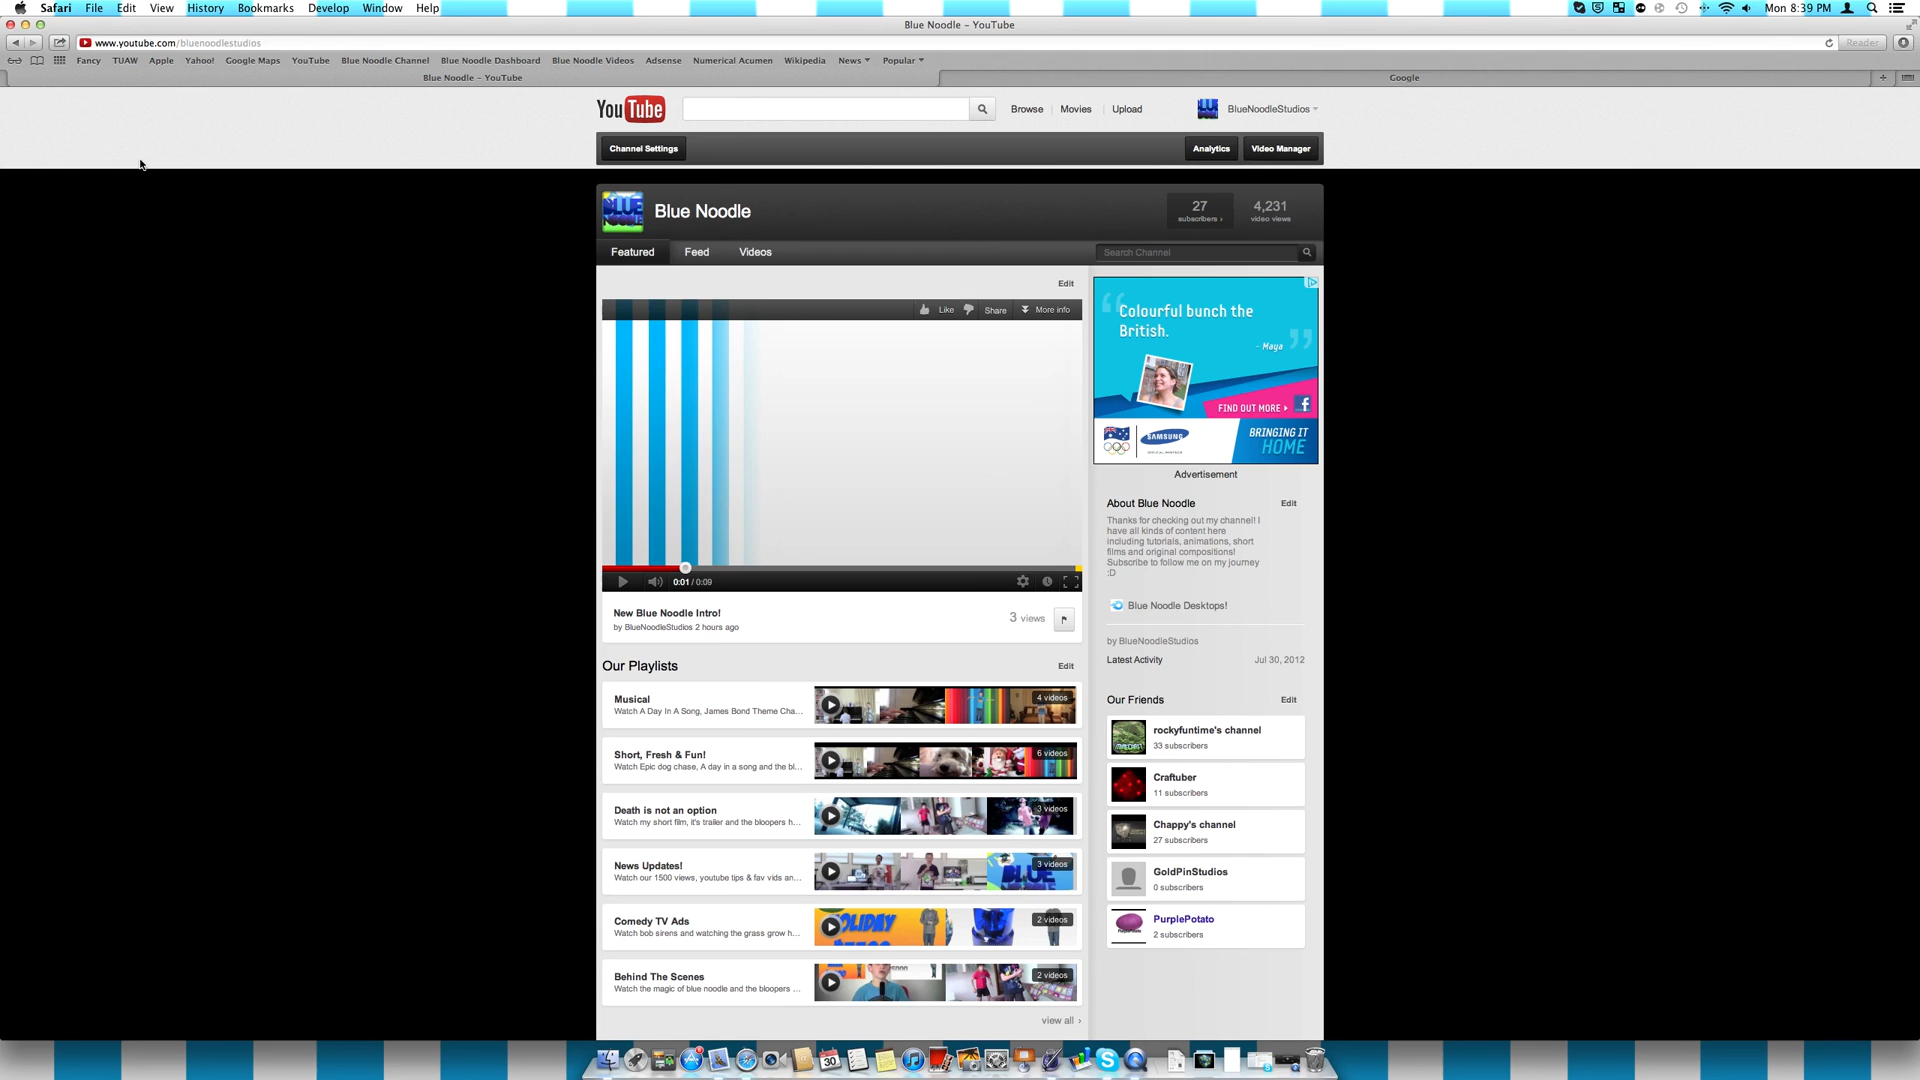 Safari File Edit View History Bookmarks Develop Window Help
Mon 8:39 PM
Blue Noodle – YouTube
www.youtube.com/bluenoodlestudios
Reader
Fancy TUAW Apple Yahoo! Google Maps YouTube Blue Noodle Channel Blue Noodle Dashboard Blue Noodle Videos Adsense Numerical Acumen Wikipedia News Popular
Blue Noodle – YouTube
Google
YouTube
Browse Movies Upload
BlueNoodleStudios
Channel Settings
Analytics
Video Manager
BLUE NOODLE
Blue Noodle
27 subscribers ›
4,231 video views
Featured Feed Videos
Search Channel
Edit
Like Share More info
0:01 / 0:09
New Blue Noodle Intro!
by BlueNoodleStudios 2 hours ago
3 views
Our Playlists
Edit
Musical
Watch A Day In A Song, James Bond Theme Cha...
4 videos
Short, Fresh & Fun!
Watch Epic dog chase, A day in a song and the bl...
6 videos
Death is not an option
Watch my short film, it's trailer and the bloopers h...
3 videos
News Updates!
Watch our 1500 views, youtube tips & fav vids an...
BLUE
3 videos
Comedy TV Ads
Watch bob sirens and watching the grass grow h...
2 videos
Behind The Scenes
Watch the magic of blue noodle and the bloopers ...
2 videos
view all ›
“Colourful bunch the
British.”
- Maya
FIND OUT MORE
SAMSUNG
BRINGING IT
HOME
Advertisement
About Blue Noodle
Edit
Thanks for checking out my channel! I
have all kinds of content here
including tutorials, animations, short
films and original compositions!
Subscribe to follow me on my journey
:D
Blue Noodle Desktops!
by BlueNoodleStudios
Latest Activity
Jul 30, 2012
Our Friends
Edit
rockyfuntime's channel
33 subscribers
Craftuber
11 subscribers
Chappy's channel
27 subscribers
GoldPinStudios
0 subscribers
PurplePotato
2 subscribers
30